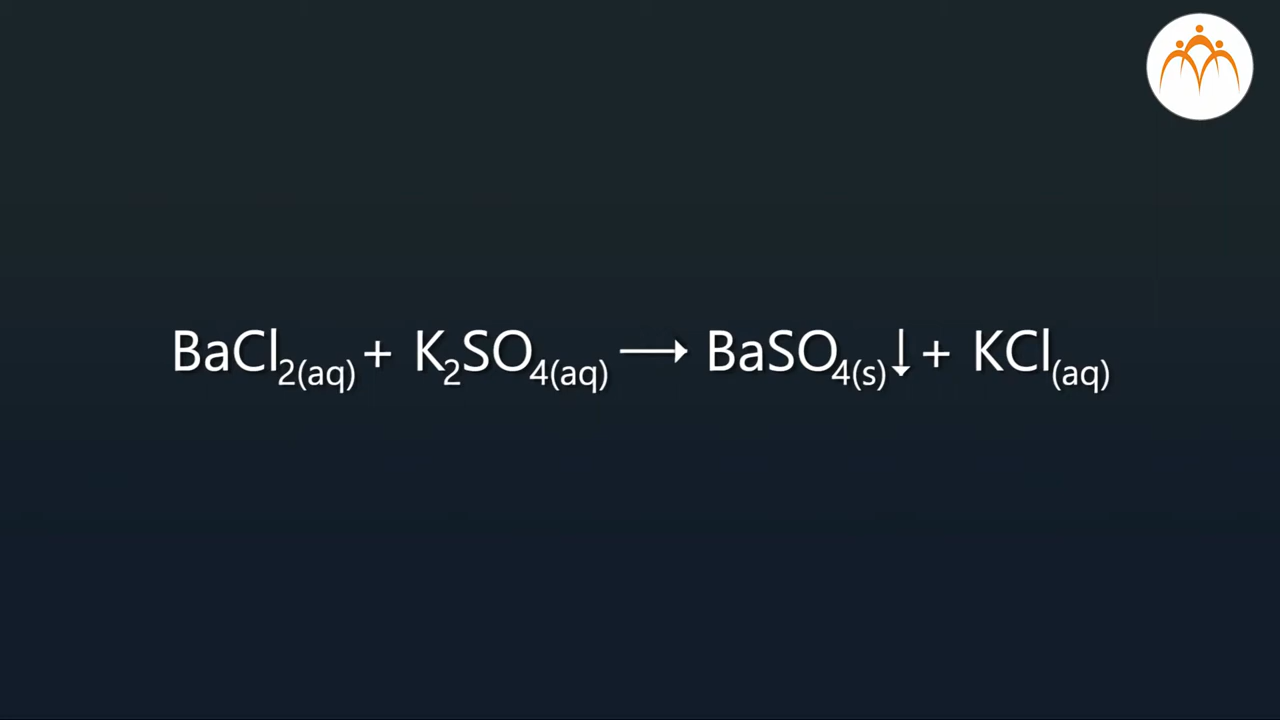 BaCl₂(aq) + K₂SO₄(aq) ⟶ BaSO₄(s)↓ + KCl(aq)